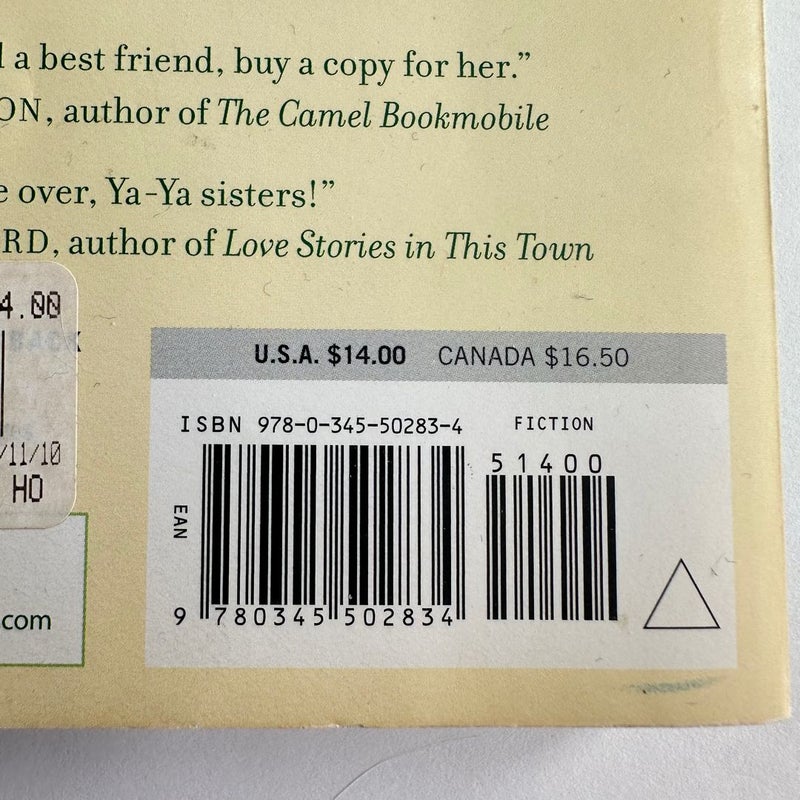 a best friend, buy a copy for her.”
ON, author of The Camel Bookmobile
e over, Ya-Ya sisters!”
RD, author of Love Stories in This Town
4.00
BACK
U.S.A. $14.00 CANADA $16.50
ISBN 978-0-345-50283-4 FICTION
51400
/11/10
HO
EAN
9 780345 502834
.com